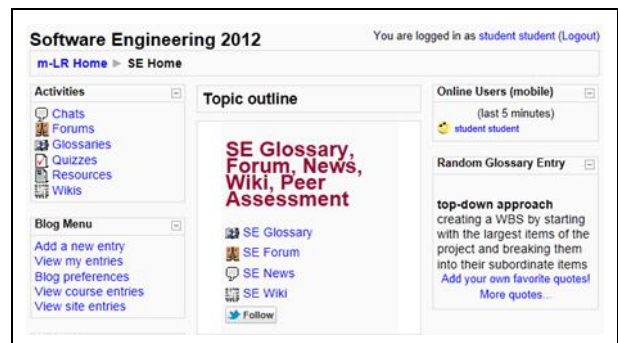 Software Engineering 2012
You are logged in as student student (Logout)
m-LR Home ► SE Home
Activities
Chats
Forums
Glossaries
Quizzes
Resources
Wikis
Blog Menu
Add a new entry
View my entries
Blog preferences
View course entries
View site entries
Topic outline
SE Glossary,
Forum, News,
Wiki, Peer
Assessment
SE Glossary
SE Forum
SE News
SE Wiki
Follow
Online Users (mobile)
(last 5 minutes)
student student
Random Glossary Entry
top-down approach
creating a WBS by starting
with the largest items of the
project and breaking them
into their subordinate items
Add your own favorite quotes!
More quotes...